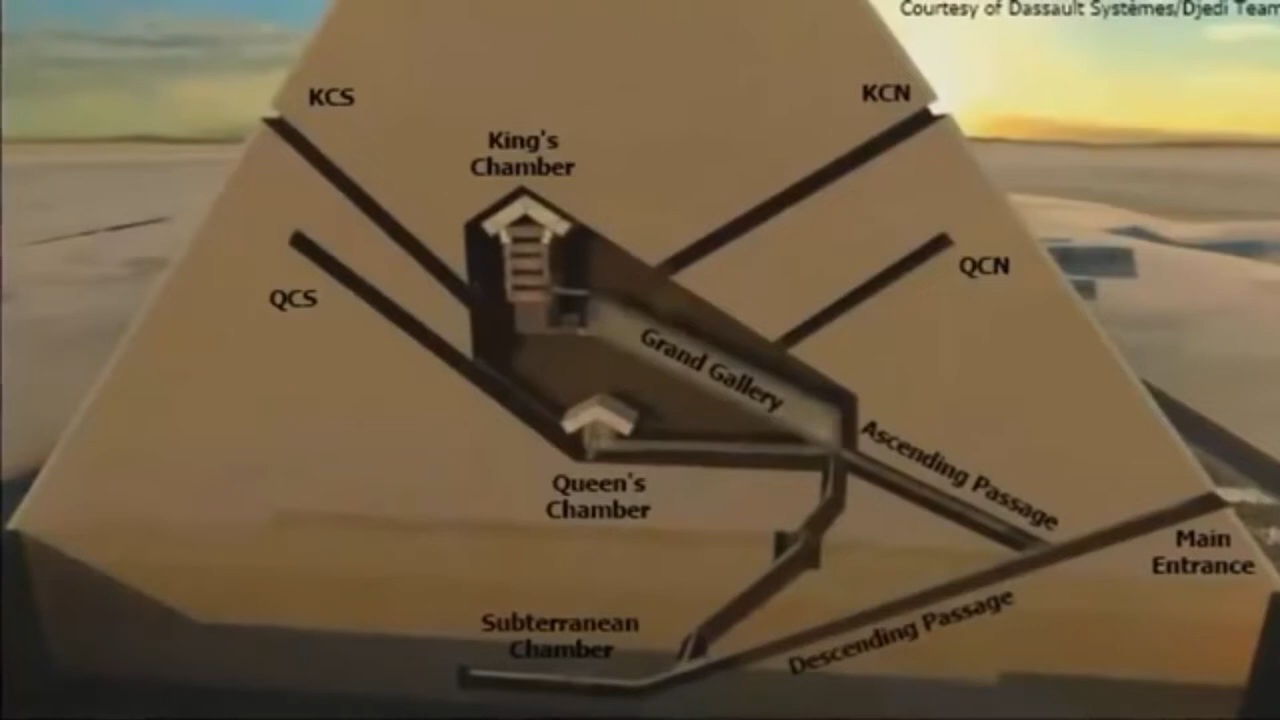 Courtesy of Dassault Systèmes/Djedi Team
KCS
KCN
King's
Chamber
QCS
QCN
Grand Gallery
Ascending Passage
Queen's
Chamber
Main
Entrance
Descending Passage
Subterranean
Chamber